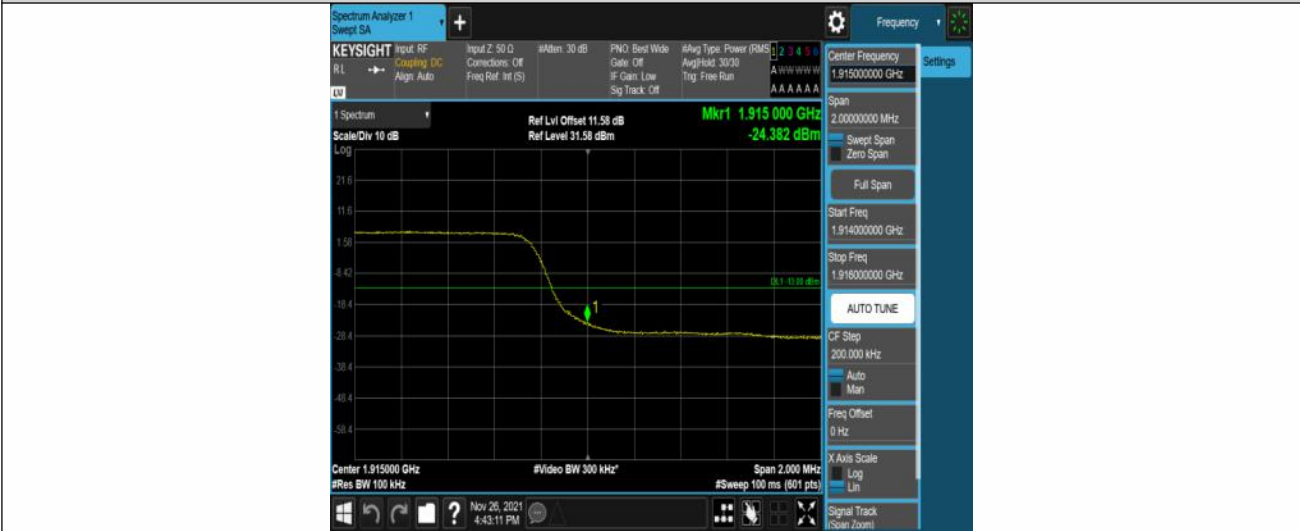 Spectrum Analyzer 1
Swept SA
Frequency
KEYSIGHT
RL
Input: RF
Coupling: DC
Align: Auto
Input Z: 50 Ω
Corrections: Off
Freq Ref: Int (S)
#Atten: 30 dB
PNO: Best Wide
Gate: Off
IF Gain: Low
Sig Track: Off
#Avg Type: Power (RMS
Avg|Hold: 30/30
Trig: Free Run
1 2 3 4 5 6
A W W W W W
A A A A A A
1 Spectrum
Scale/Div 10 dB
Log
Ref Lvl Offset 11.58 dB
Ref Level 31.58 dBm
Mkr1 1.915 000 GHz
-24.382 dBm
21.6
11.6
1.58
-8.42
-18.4
-28.4
-38.4
-48.4
-58.4
DL1 -13.00 dBm
1
Center 1.915000 GHz
#Res BW 100 kHz
#Video BW 300 kHz*
Span 2.000 MHz
#Sweep 100 ms (601 pts)
Nov 26, 2021
4:43:11 PM
Center Frequency
1.915000000 GHz
Settings
Span
2.00000000 MHz
Swept Span
Zero Span
Full Span
Start Freq
1.914000000 GHz
Stop Freq
1.916000000 GHz
AUTO TUNE
CF Step
200.000 kHz
Auto
Man
Freq Offset
0 Hz
X Axis Scale
Log
Lin
Signal Track
(Span Zoom)